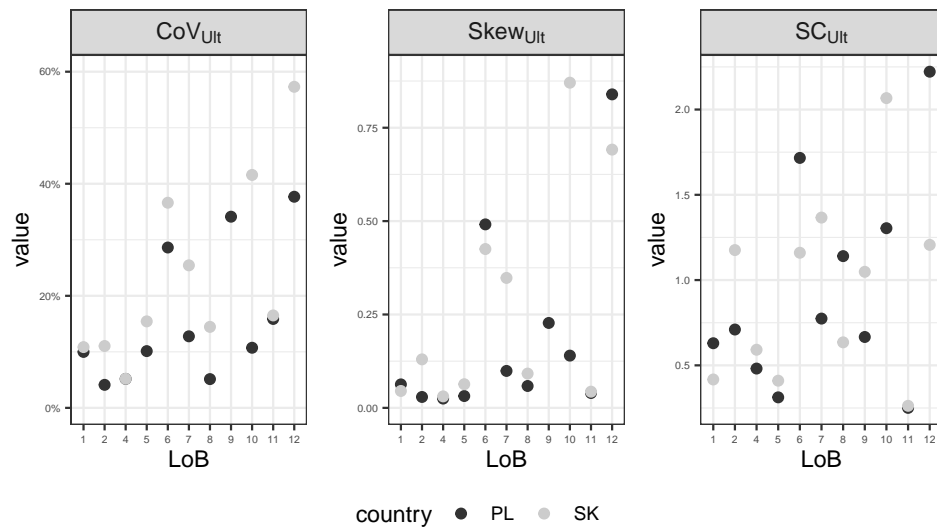 CoV_Ult Skew_Ult SC_Ult
60%
40%
20%
0%
value
1 2 4 5 6 7 8 9 10 11 12
LoB
0.75
0.50
0.25
0.00
value
1 2 4 5 6 7 8 9 10 11 12
LoB
2.0
1.5
1.0
0.5
value
1 2 4 5 6 7 8 9 10 11 12
LoB
country PL SK